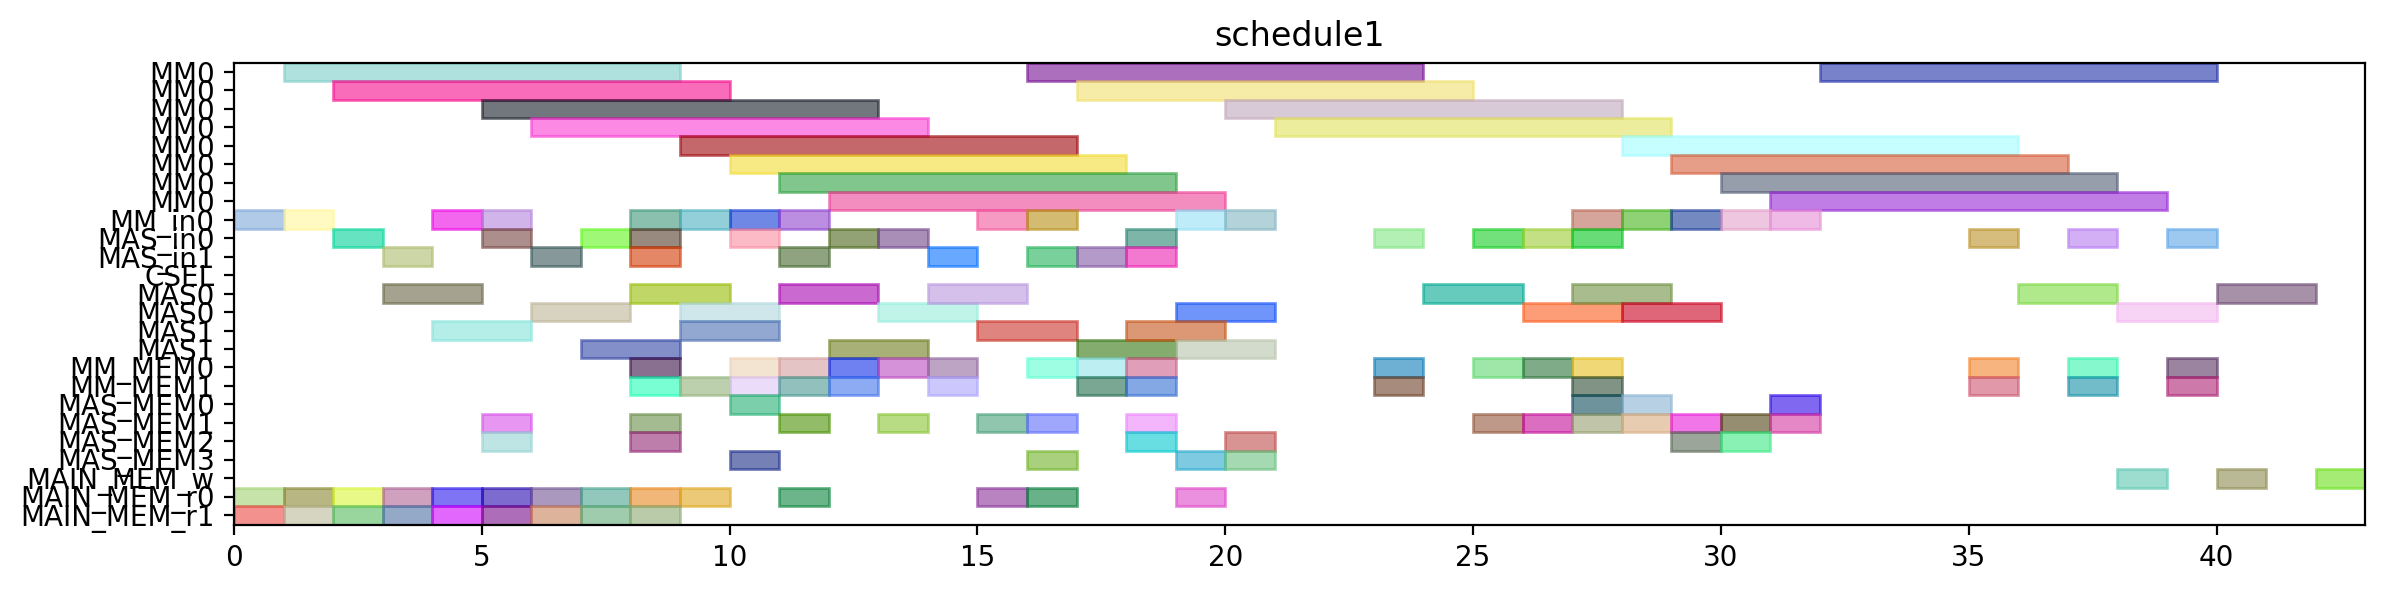 schedule1
MM0
MM0
MM0
MM0
MM0
MM0
MM0
MM0
MM_in0
MAS_in0
MAS_in1
CSEL
MAS0
MAS0
MAS1
MAS1
MM_MEM0
MM_MEM1
MAS_MEM0
MAS_MEM1
MAS_MEM2
MAS_MEM3
MAIN_MEM_w
MAIN_MEM_r0
MAIN_MEM_r1
0 5 10 15 20 25 30 35 40